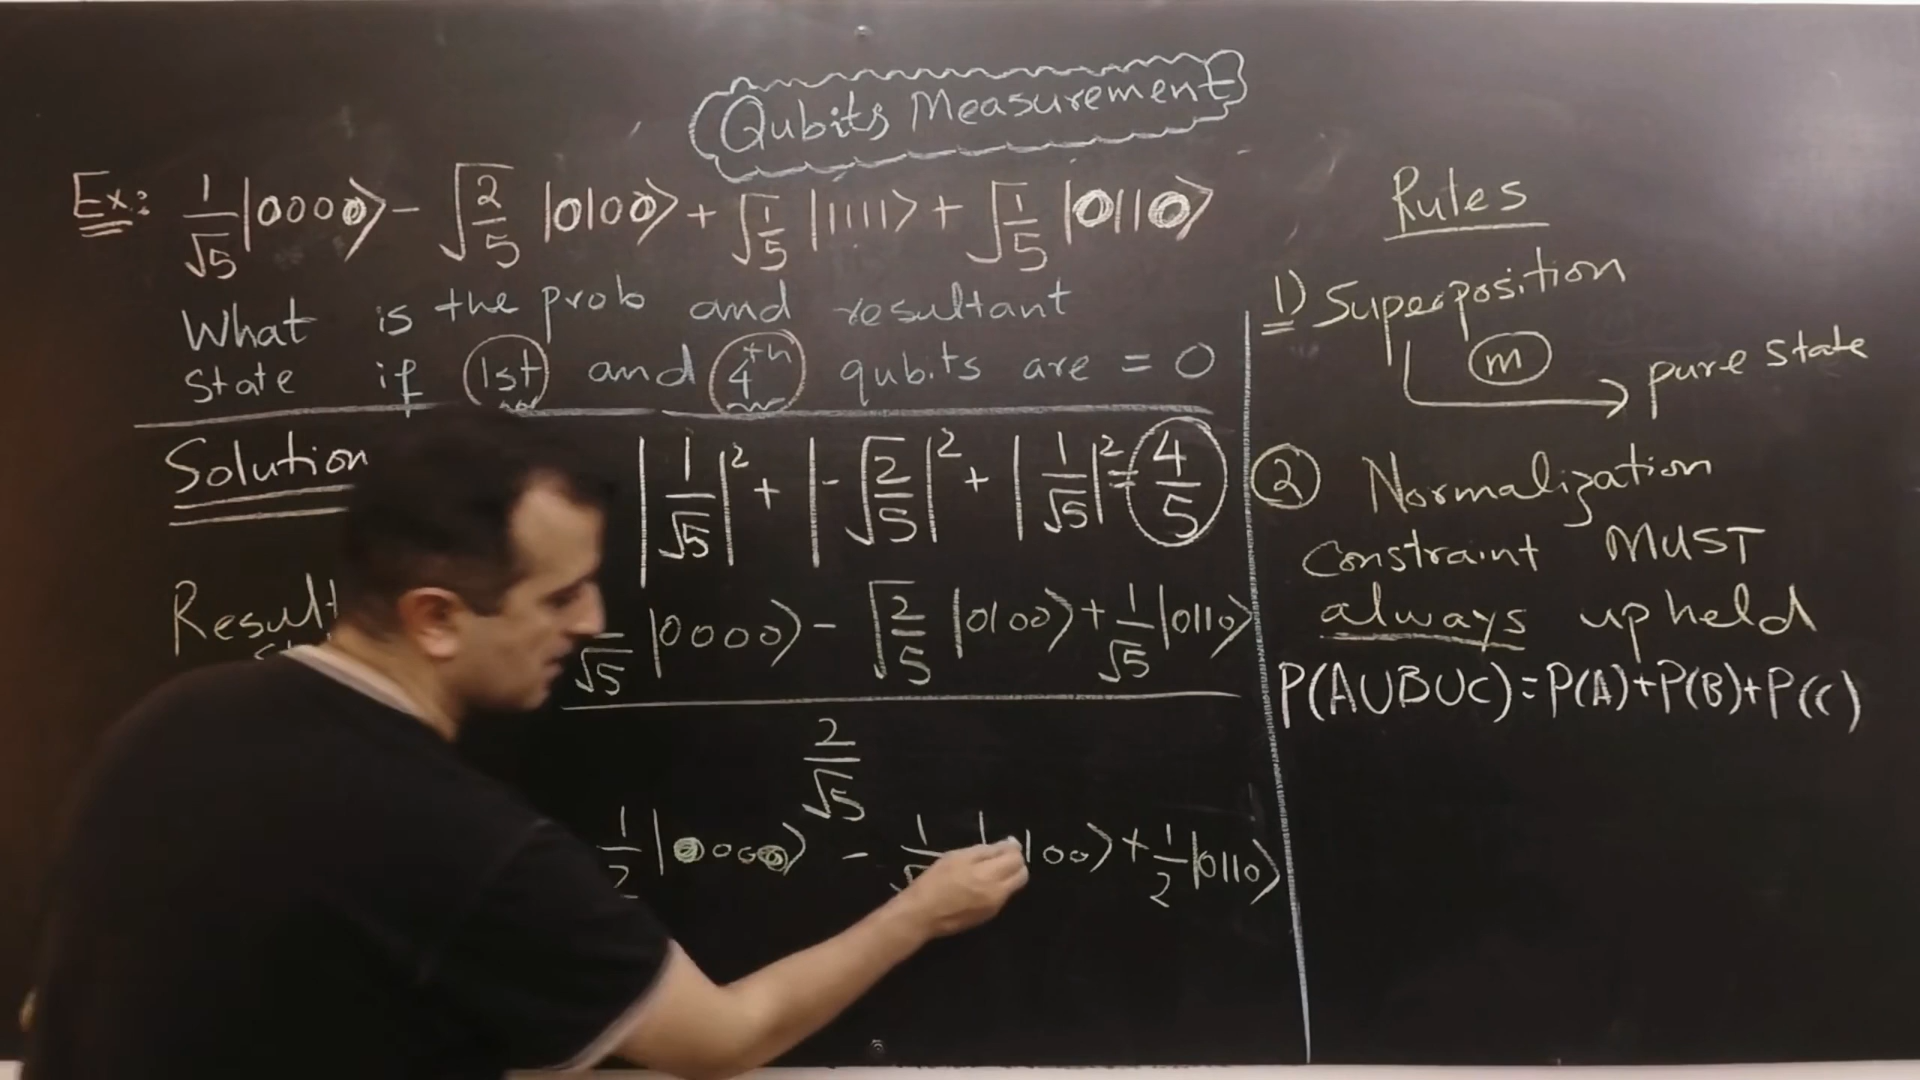 Qubits Measurement
Ex: 1/√5 |0000⟩ - √2/5 |0100⟩ + √1/5 |1111⟩ + √1/5 |0110⟩
What is the prob and resultant
state if 1st and 4th qubits are = 0
Solution |1/√5|² + |-√2/5|² + |1/√5|² = 4/5
√5 |0000⟩ - √2/5 |0100⟩ + 1/√5 |0110⟩
2/√5
1/2 |0000⟩ - 100⟩ + 1/2 |0110⟩
Rules
1) Superposition
m pure state
2 Normalization
constraint MUST
always upheld
P(AUBUC)=P(A)+P(B)+P(C)